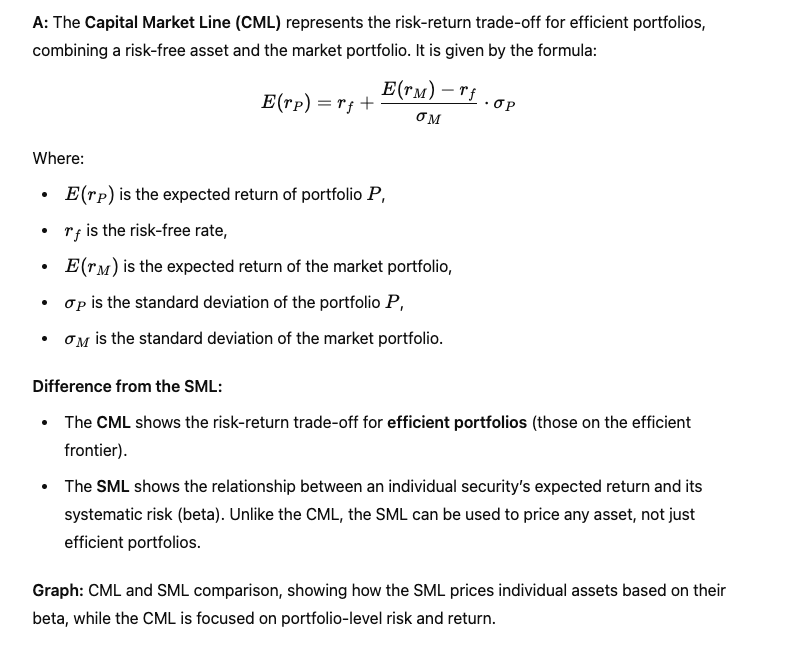 A: The Capital Market Line (CML) represents the risk-return trade-off for efficient portfolios,
combining a risk-free asset and the market portfolio. It is given by the formula:
E(r_P) = r_f + \frac{E(r_M) − r_f}{σ_M} · σ_P
Where:
• E(r_P) is the expected return of portfolio P,
• r_f is the risk-free rate,
• E(r_M) is the expected return of the market portfolio,
• σ_P is the standard deviation of the portfolio P,
• σ_M is the standard deviation of the market portfolio.
Difference from the SML:
• The CML shows the risk-return trade-off for efficient portfolios (those on the efficient
frontier).
• The SML shows the relationship between an individual security’s expected return and its
systematic risk (beta). Unlike the CML, the SML can be used to price any asset, not just
efficient portfolios.
Graph: CML and SML comparison, showing how the SML prices individual assets based on their
beta, while the CML is focused on portfolio-level risk and return.